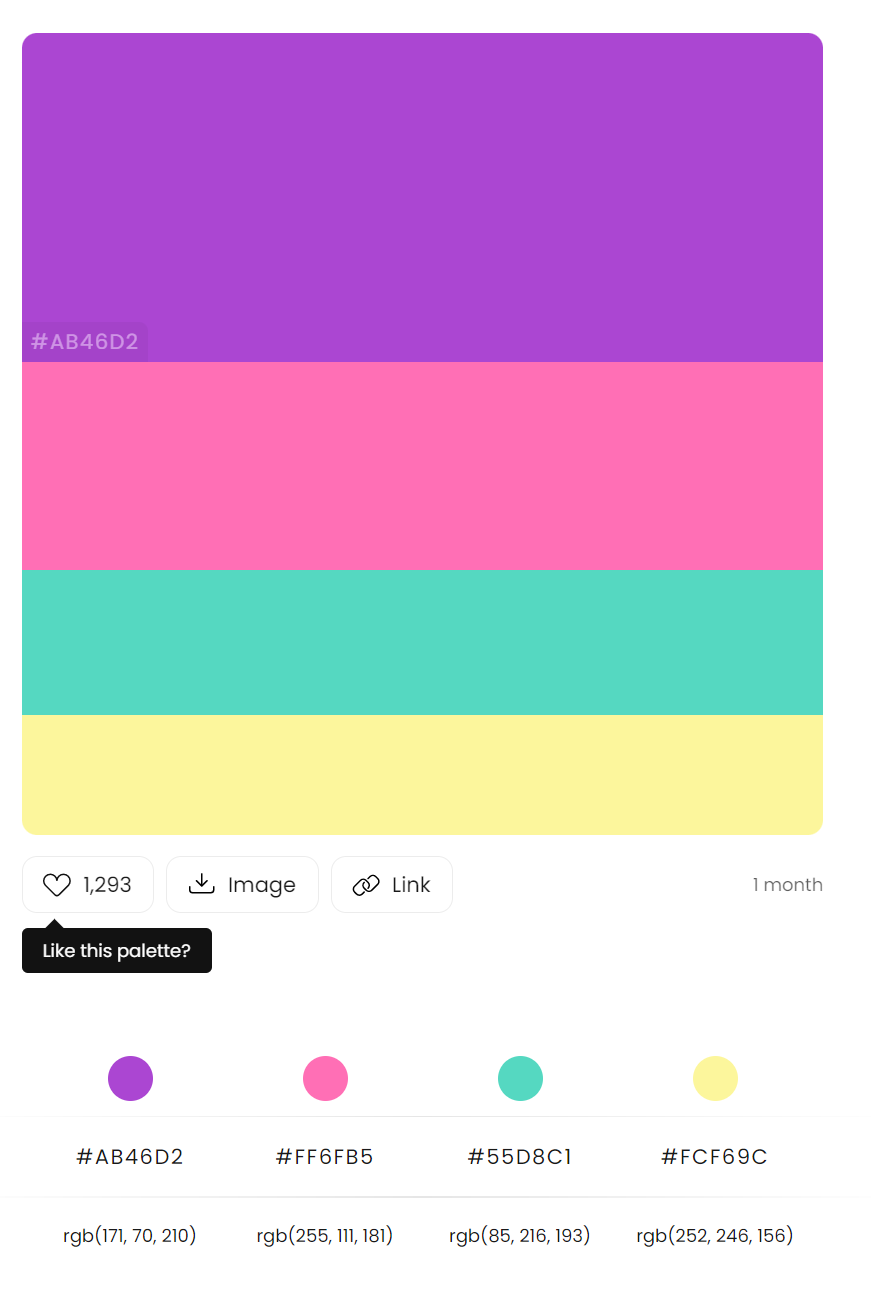 #AB46D2
1,293 Image Link 1 month
Like this palette?
#AB46D2 #FF6FB5 #55D8C1 #FCF69C
rgb(171, 70, 210) rgb(255, 111, 181) rgb(85, 216, 193) rgb(252, 246, 156)